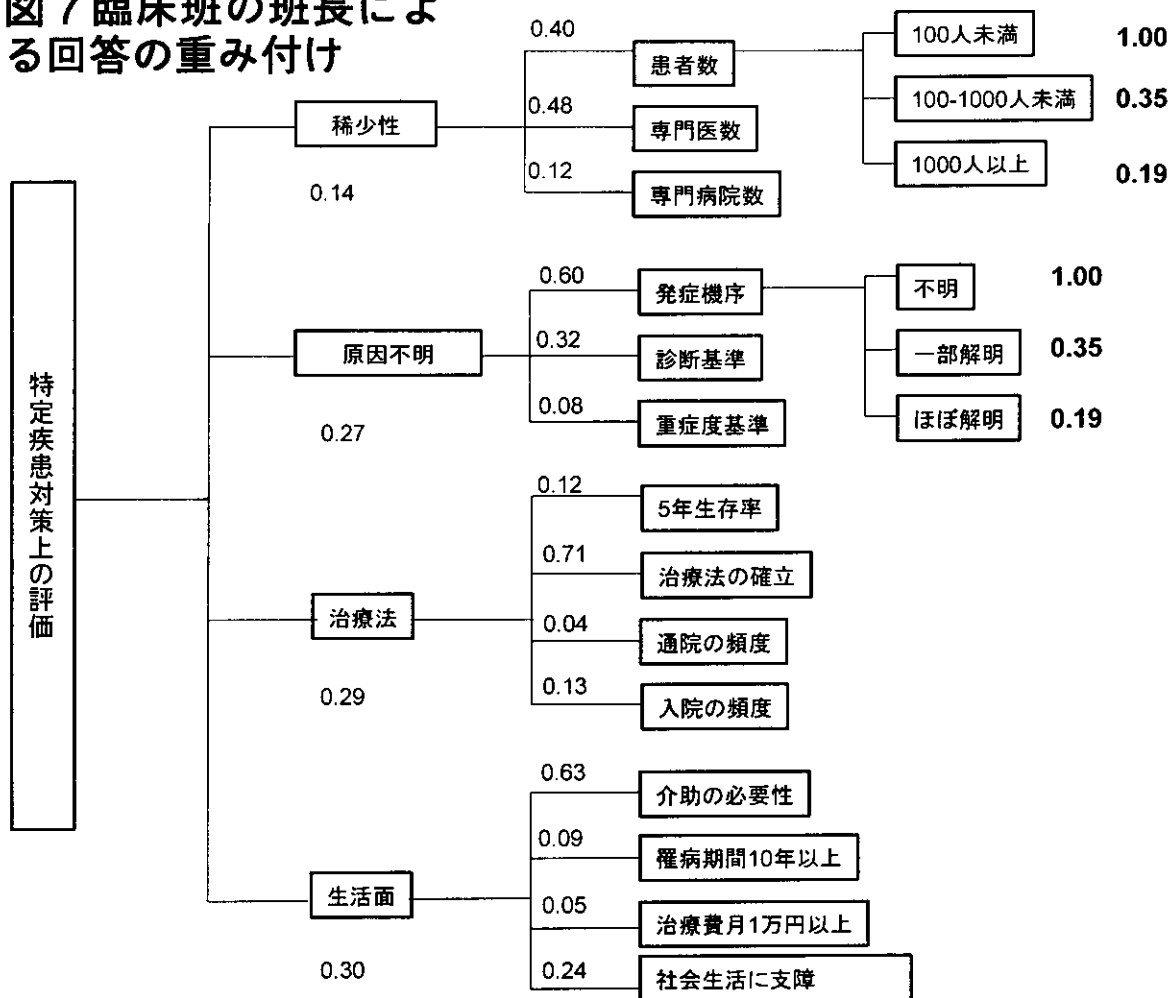 図7臨床班の班長によ
る回答の重み付け
特定疾患対策上の評価
稀少性
0.14
0.40
患者数
0.48
専門医数
0.12
専門病院数
100人未満
1.00
100-1000人未満
0.35
1000人以上
0.19
原因不明
0.27
0.60
発症機序
0.32
診断基準
0.08
重症度基準
不明
1.00
一部解明
0.35
ほぼ解明
0.19
治療法
0.29
0.12
5年生存率
0.71
治療法の確立
0.04
通院の頻度
0.13
入院の頻度
生活面
0.30
0.63
介助の必要性
0.09
罹病期間10年以上
0.05
治療費月1万円以上
0.24
社会生活に支障